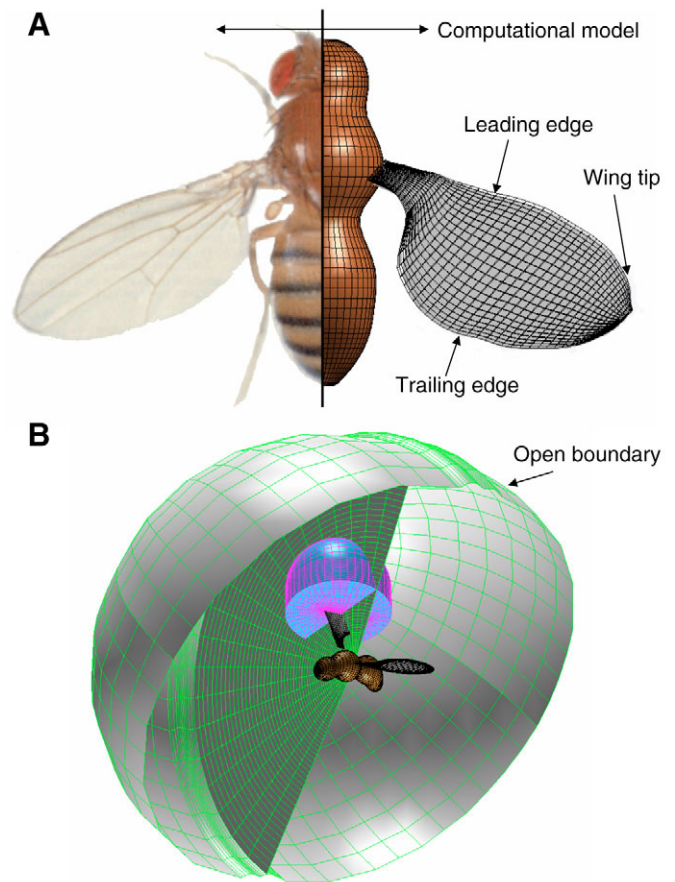 A
Computational model
Leading edge
Wing tip
Trailing edge
B
Open boundary